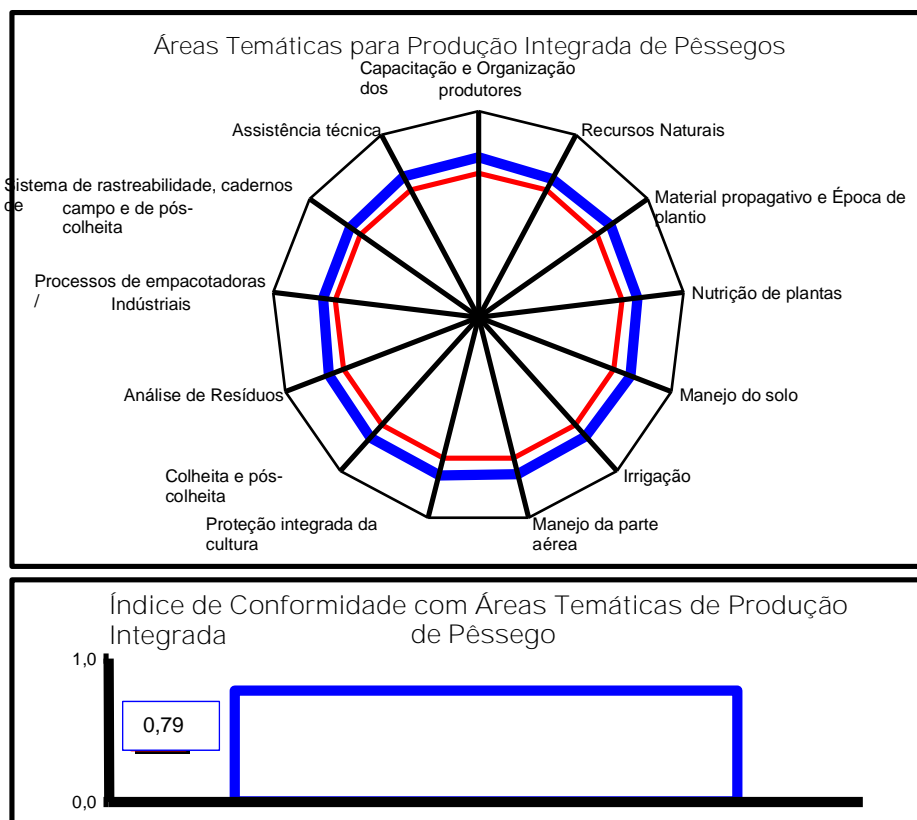 Áreas Temáticas para Produção Integrada de Pêssegos
Capacitação e Organização
dos produtores
Assistência técnica
Recursos Naturais
Sistema de rastreabilidade, cadernos
de campo e de pós-
colheita
Material propagativo e Época de
plantio
Processos de empacotadoras
/ Indústriais
Nutrição de plantas
Análise de Resíduos
Manejo do solo
Colheita e pós-
colheita
Irrigação
Proteção integrada da
cultura
Manejo da parte
aérea
Índice de Conformidade com Áreas Temáticas de Produção
Integrada de Pêssego
1,0
0,79
0,0